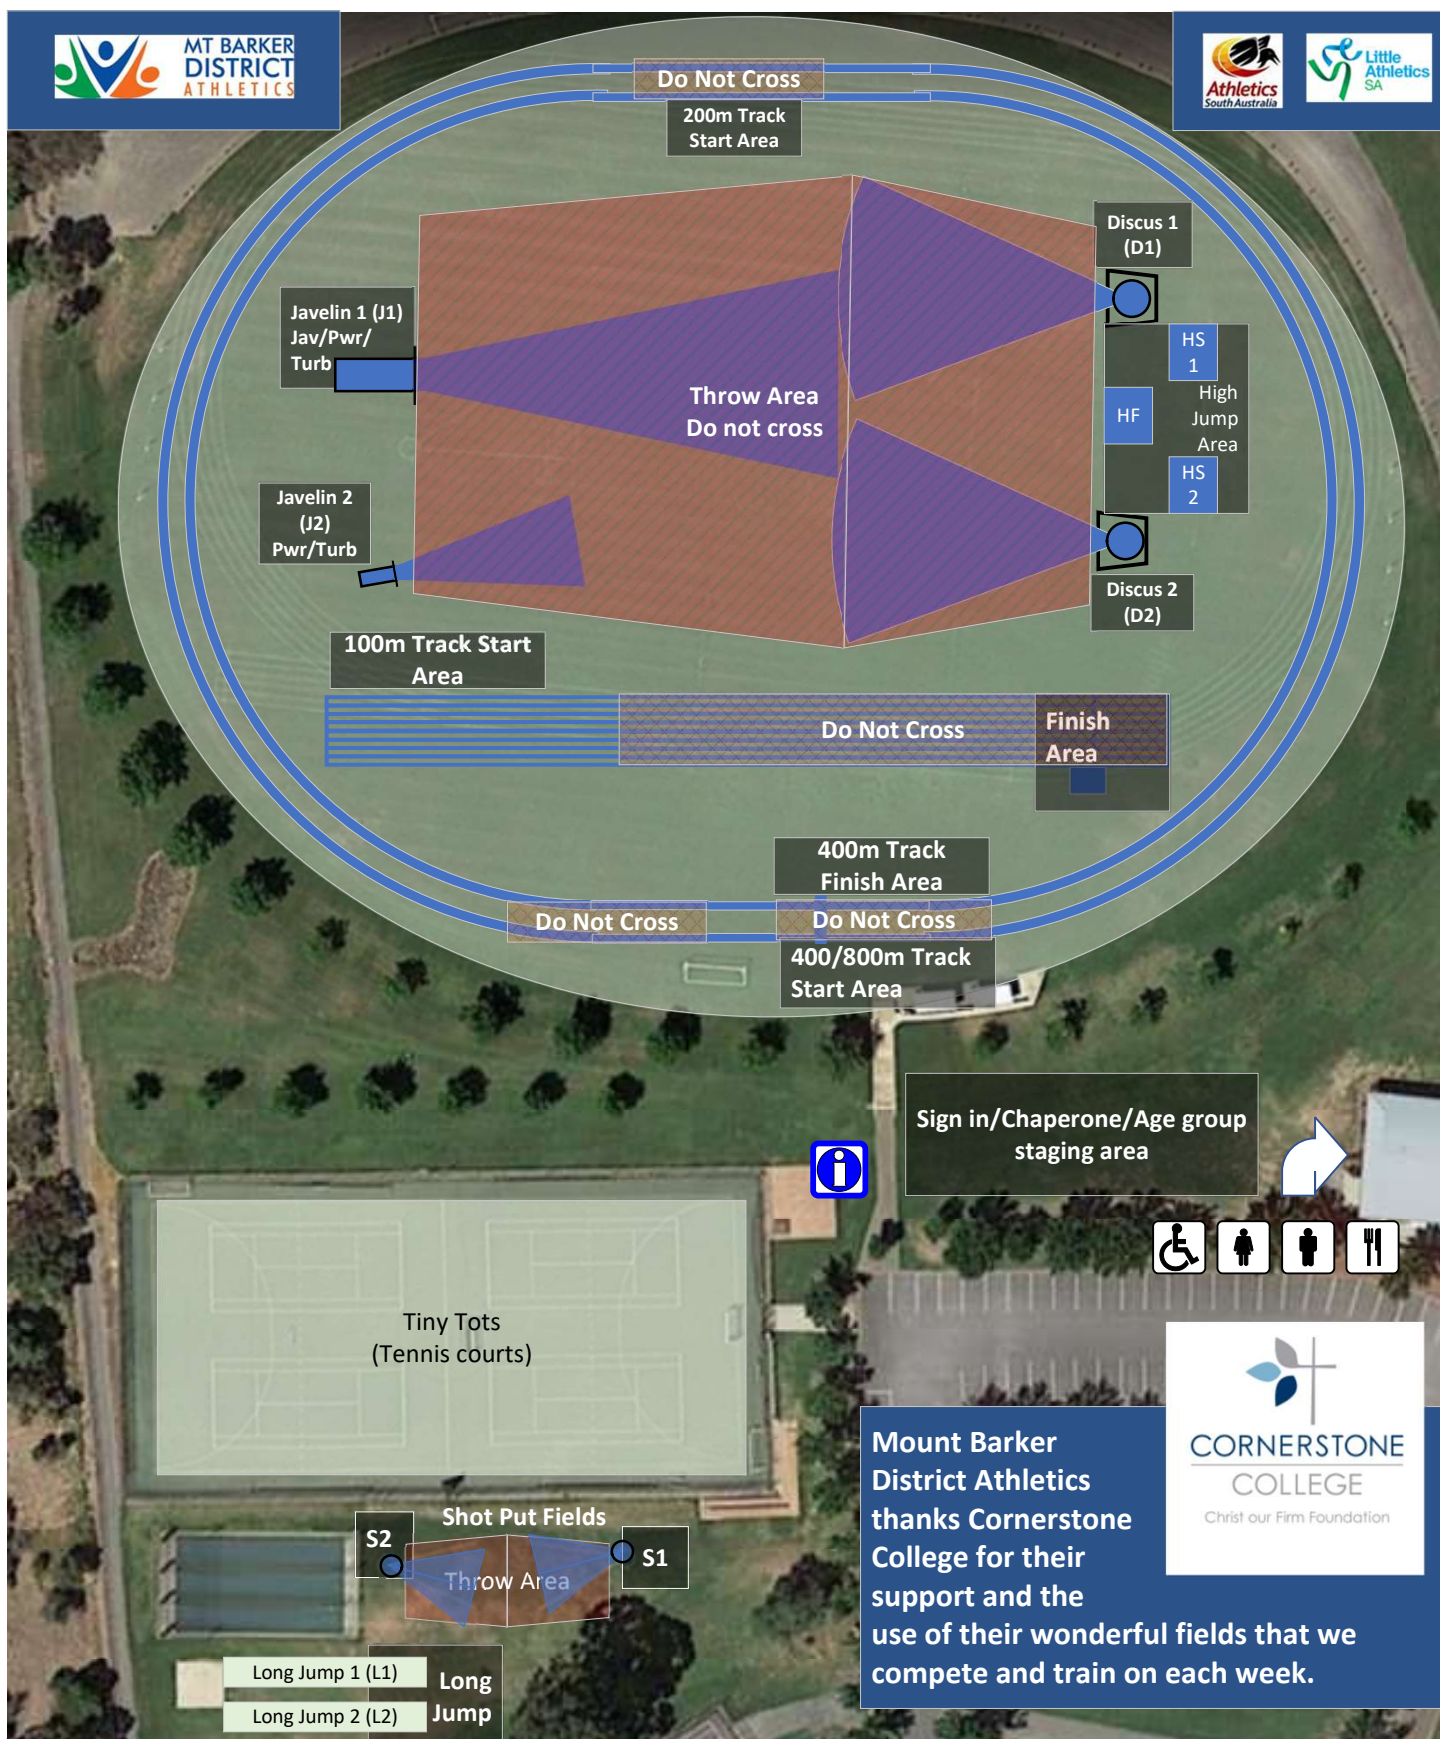 MT BARKER
DISTRICT
ATHLETICS
Athletics
South Australia
Little
Athletics
SA
Do Not Cross
200m Track
Start Area
Discus 1
(D1)
Javelin 1 (J1)
Jav/Pwr/
Turb
HS
1
HF
High
Jump
Area
HS
2
Throw Area
Do not cross
Javelin 2
(J2)
Pwr/Turb
Discus 2
(D2)
100m Track Start
Area
Do Not Cross
Finish
Area
400m Track
Finish Area
Do Not Cross
Do Not Cross
400/800m Track
Start Area
Sign in/Chaperone/Age group
staging area
i
Tiny Tots
(Tennis courts)
CORNERSTONE
COLLEGE
Christ our Firm Foundation
Mount Barker
District Athletics
thanks Cornerstone
College for their
support and the
use of their wonderful fields that we
compete and train on each week.
Shot Put Fields
S2
S1
Throw Area
Long Jump 1 (L1)
Long Jump 2 (L2)
Long
Jump